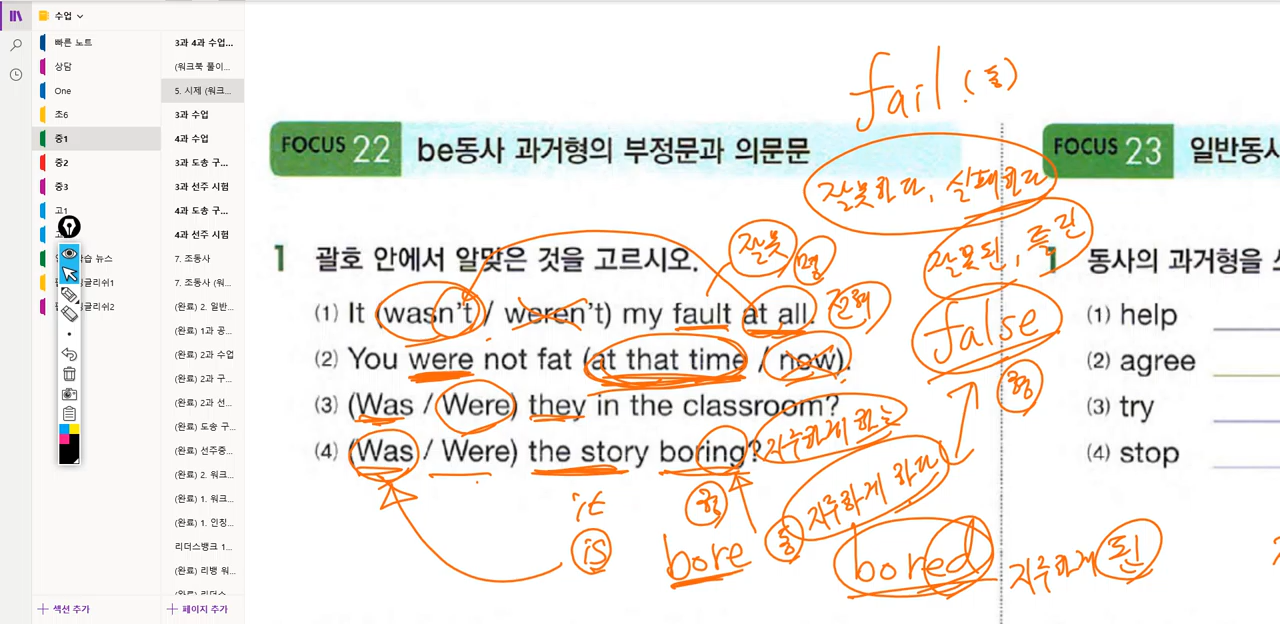 수업
빠른 노트
상담
One
초6
중1
중2
중3
고1
3과 4과 수업...
(워크북 풀이...
5. 시제 (워크...
3과 수업
4과 수업
3과 도송 구...
3과 선주 시험
4과 도송 구...
4과 선주 시험
7. 조동사
7. 조동사 (워...
(완료) 2. 일반...
(완료) 1과 공...
(완료) 2과 수업
(완료) 2과 구...
(완료) 2과 선...
(완료) 도송 구...
(완료) 선주중...
(완료) 2. 워크...
(완료) 1. 워크...
(완료) 1. 인칭...
리더스뱅크 1...
(완료) 리뱅 워...
(완료) 리더스...
섹션 추가
페이지 추가
fail (동)
FOCUS 22 be동사 과거형의 부정문과 의문문
잘못한다, 실패한다
1 괄호 안에서 알맞은 것을 고르시오.
잘못 명
잘못된, 틀린
(1) It (wasn't / weren't) my fault at all.
false
형
(2) You were not fat (at that time / now).
(3) (Was / Were) they in the classroom?
(4) (Was / Were) the story boring?
지루하게 하는
지루하게 하다
it
is
형
bore
동
bored
지루하게 된
FOCUS 23 일반동사
1 동사의 과거형을
(1) help
(2) agree
(3) try
(4) stop